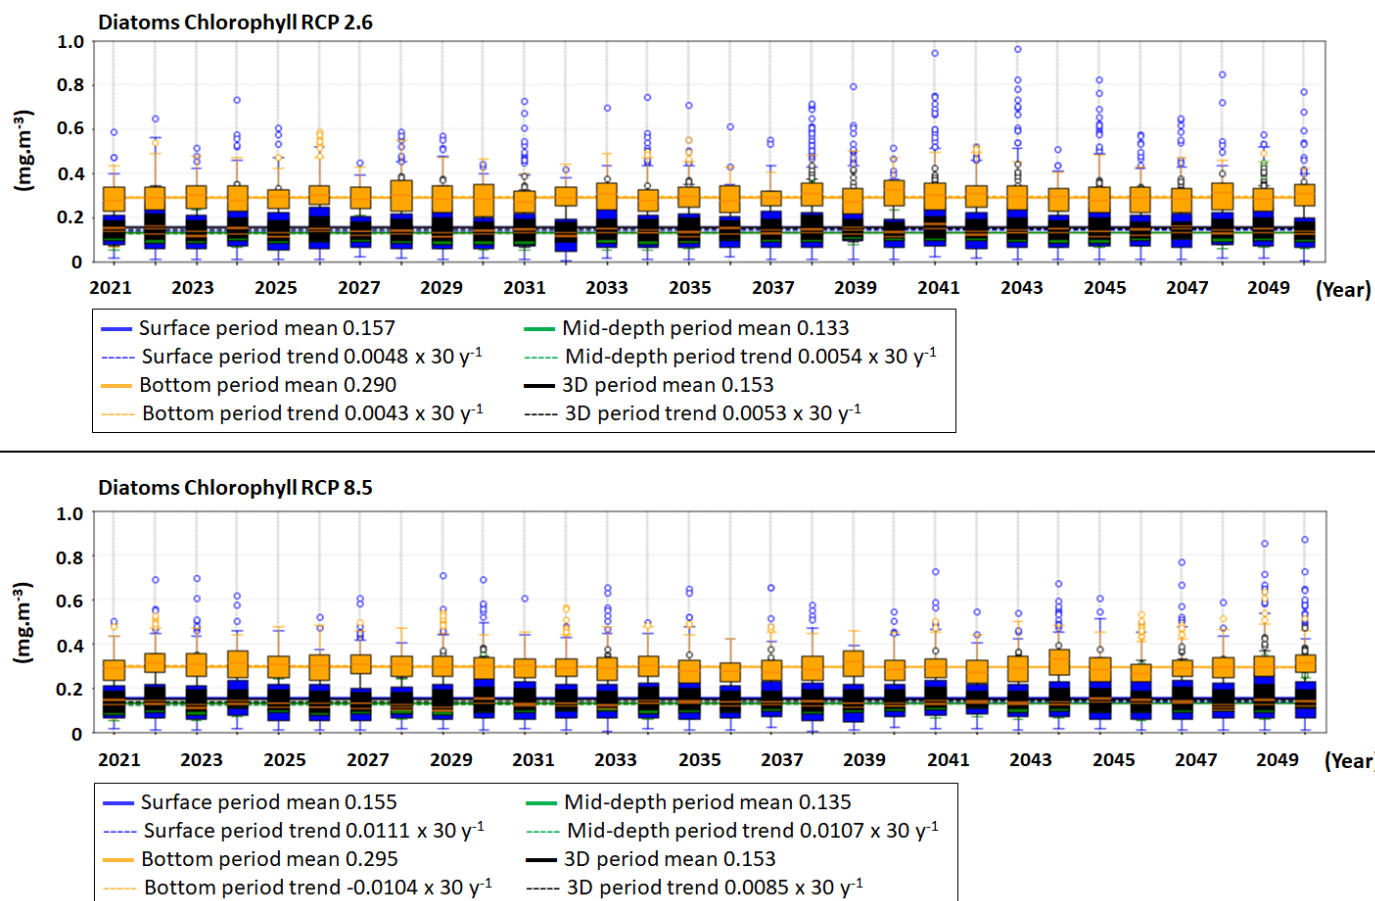 Diatoms Chlorophyll RCP 2.6
(mg.m⁻³)
1.0
0.8
0.6
0.4
0.2
0
2021 2023 2025 2027 2029 2031 2033 2035 2037 2039 2041 2043 2045 2047 2049 (Year)
Surface period mean 0.157 Mid-depth period mean 0.133
Surface period trend 0.0048 x 30 y⁻¹ Mid-depth period trend 0.0054 x 30 y⁻¹
Bottom period mean 0.290 3D period mean 0.153
Bottom period trend 0.0043 x 30 y⁻¹ 3D period trend 0.0053 x 30 y⁻¹
Diatoms Chlorophyll RCP 8.5
(mg.m⁻³)
1.0
0.8
0.6
0.4
0.2
0
2021 2023 2025 2027 2029 2031 2033 2035 2037 2039 2041 2043 2045 2047 2049 (Year)
Surface period mean 0.155 Mid-depth period mean 0.135
Surface period trend 0.0111 x 30 y⁻¹ Mid-depth period trend 0.0107 x 30 y⁻¹
Bottom period mean 0.295 3D period mean 0.153
Bottom period trend -0.0104 x 30 y⁻¹ 3D period trend 0.0085 x 30 y⁻¹